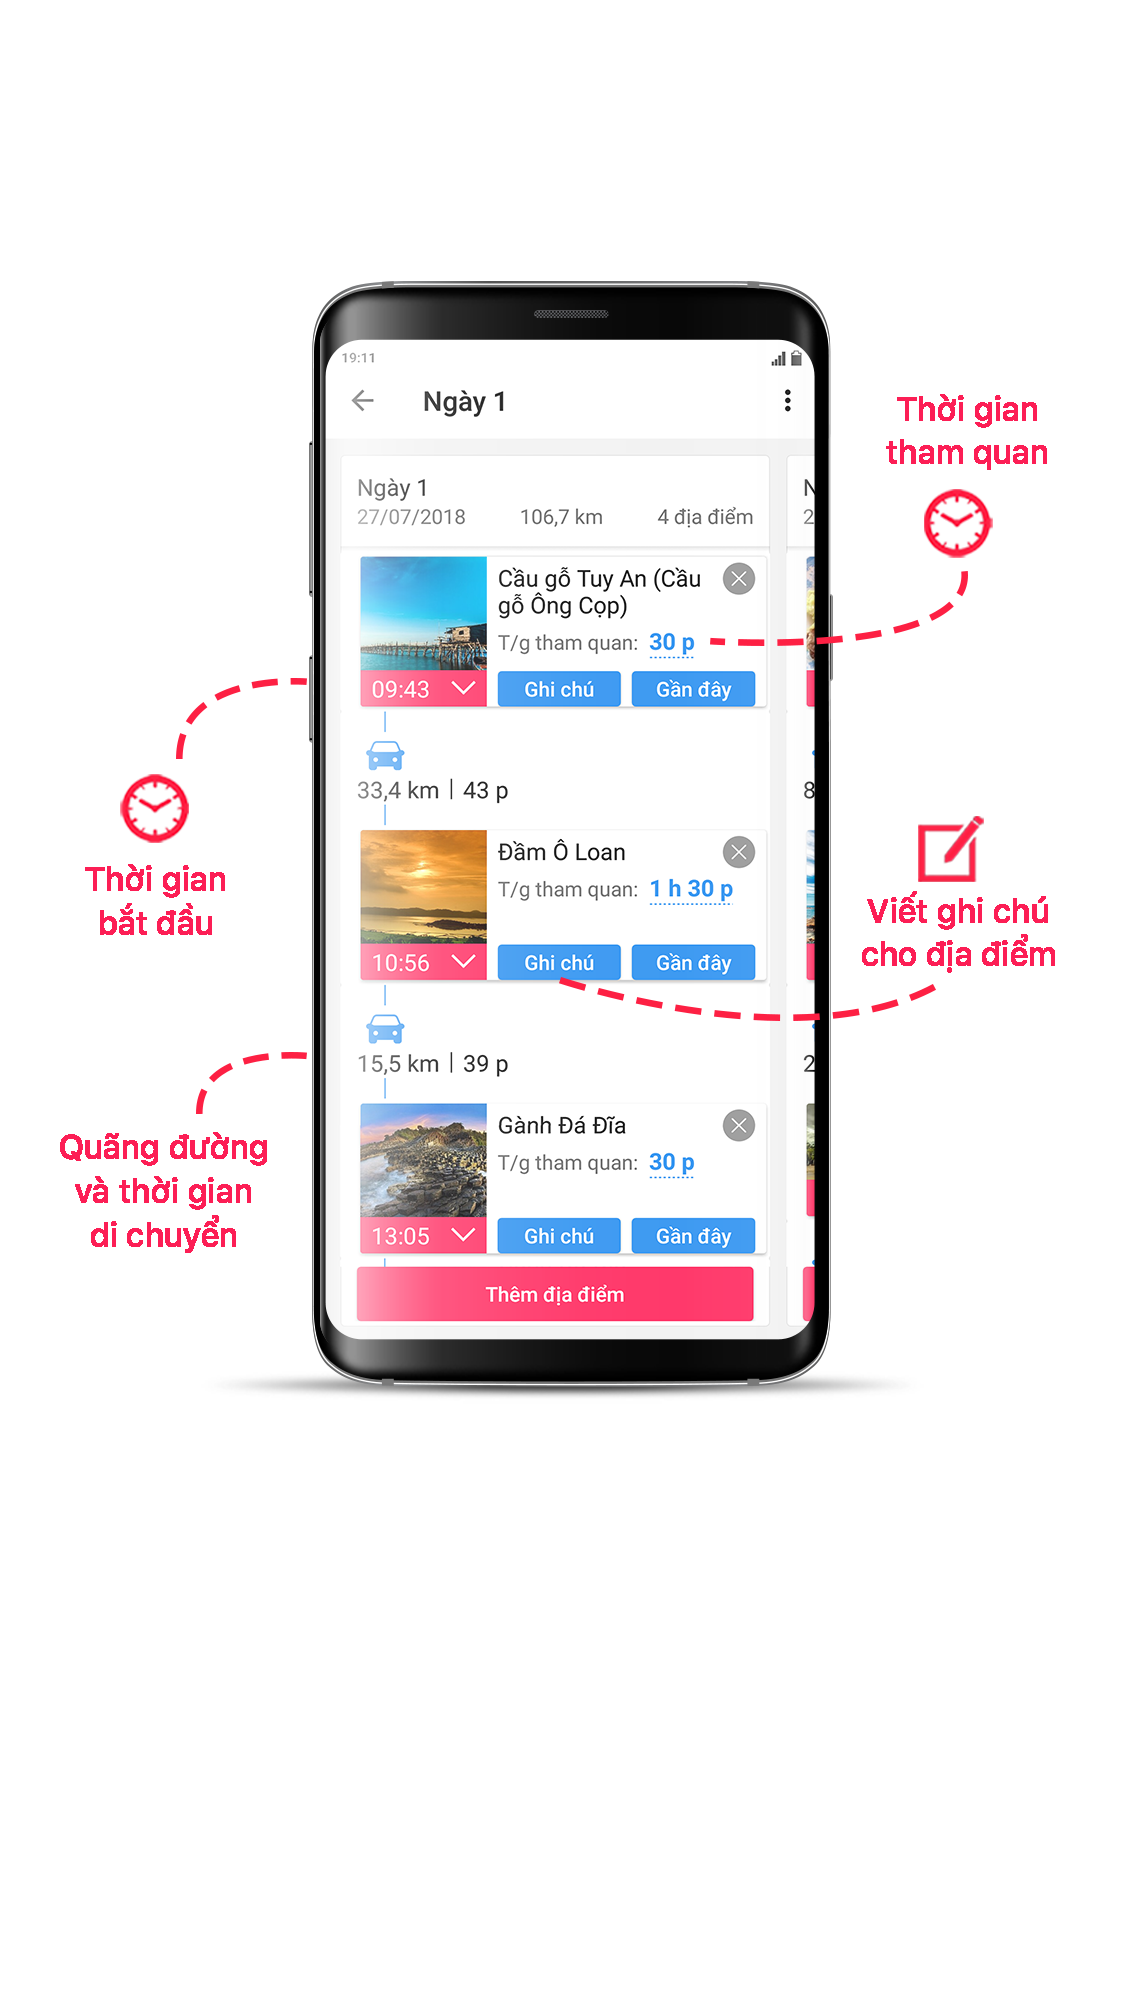 19:11
Ngày 1
Ngày 1
27/07/2018 106,7 km 4 địa điểm
Cầu gỗ Tuy An (Cầu
gỗ Ông Cọp)
T/g tham quan: 30 p
09:43 Ghi chú Gần đây
33,4 km | 43 p
Đầm Ô Loan
T/g tham quan: 1 h 30 p
10:56 Ghi chú Gần đây
15,5 km | 39 p
Gành Đá Đĩa
T/g tham quan: 30 p
13:05 Ghi chú Gần đây
Thêm địa điểm
Thời gian
tham quan
Thời gian
bắt đầu
Viết ghi chú
cho địa điểm
Quãng đường
và thời gian
di chuyển